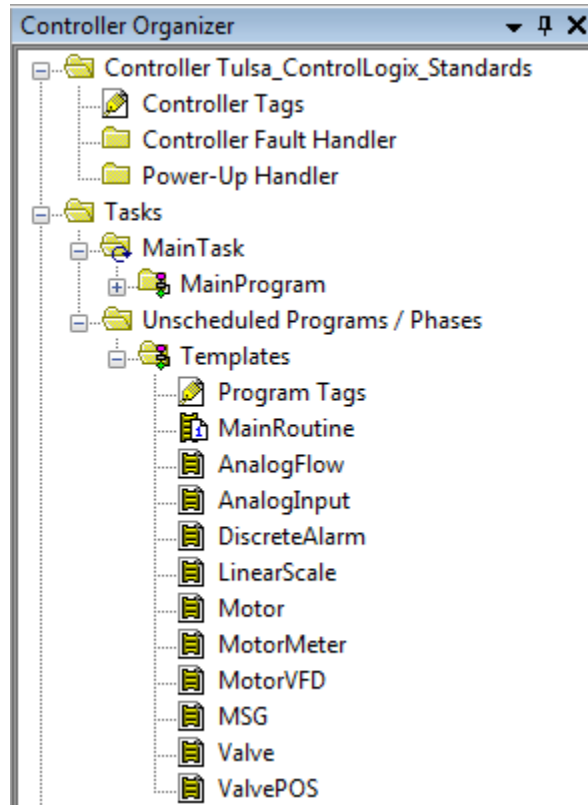 Controller Organizer
Controller Tulsa_ControlLogix_Standards
Controller Tags
Controller Fault Handler
Power-Up Handler
Tasks
MainTask
MainProgram
Unscheduled Programs / Phases
Templates
Program Tags
MainRoutine
AnalogFlow
AnalogInput
DiscreteAlarm
LinearScale
Motor
MotorMeter
MotorVFD
MSG
Valve
ValvePOS